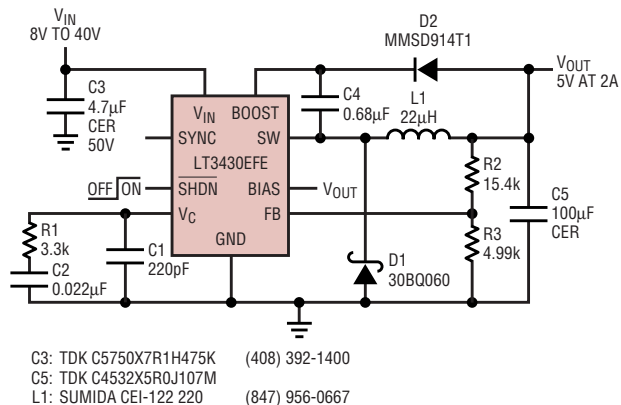 VIN
8V TO 40V
D2
MMSD914T1
VOUT
5V AT 2A
C3
4.7µF
CER
50V
C4
0.68µF
L1
22µH
VIN
BOOST
SYNC
SW
LT3430EFE
OFF ON
SHDN
BIAS
VOUT
R2
15.4k
C5
100µF
CER
VC
FB
R1
3.3k
GND
C1
220pF
R3
4.99k
C2
0.022µF
D1
30BQ060
C3: TDK C5750X7R1H475K (408) 392-1400
C5: TDK C4532X5R0J107M
L1: SUMIDA CEI-122 220 (847) 956-0667